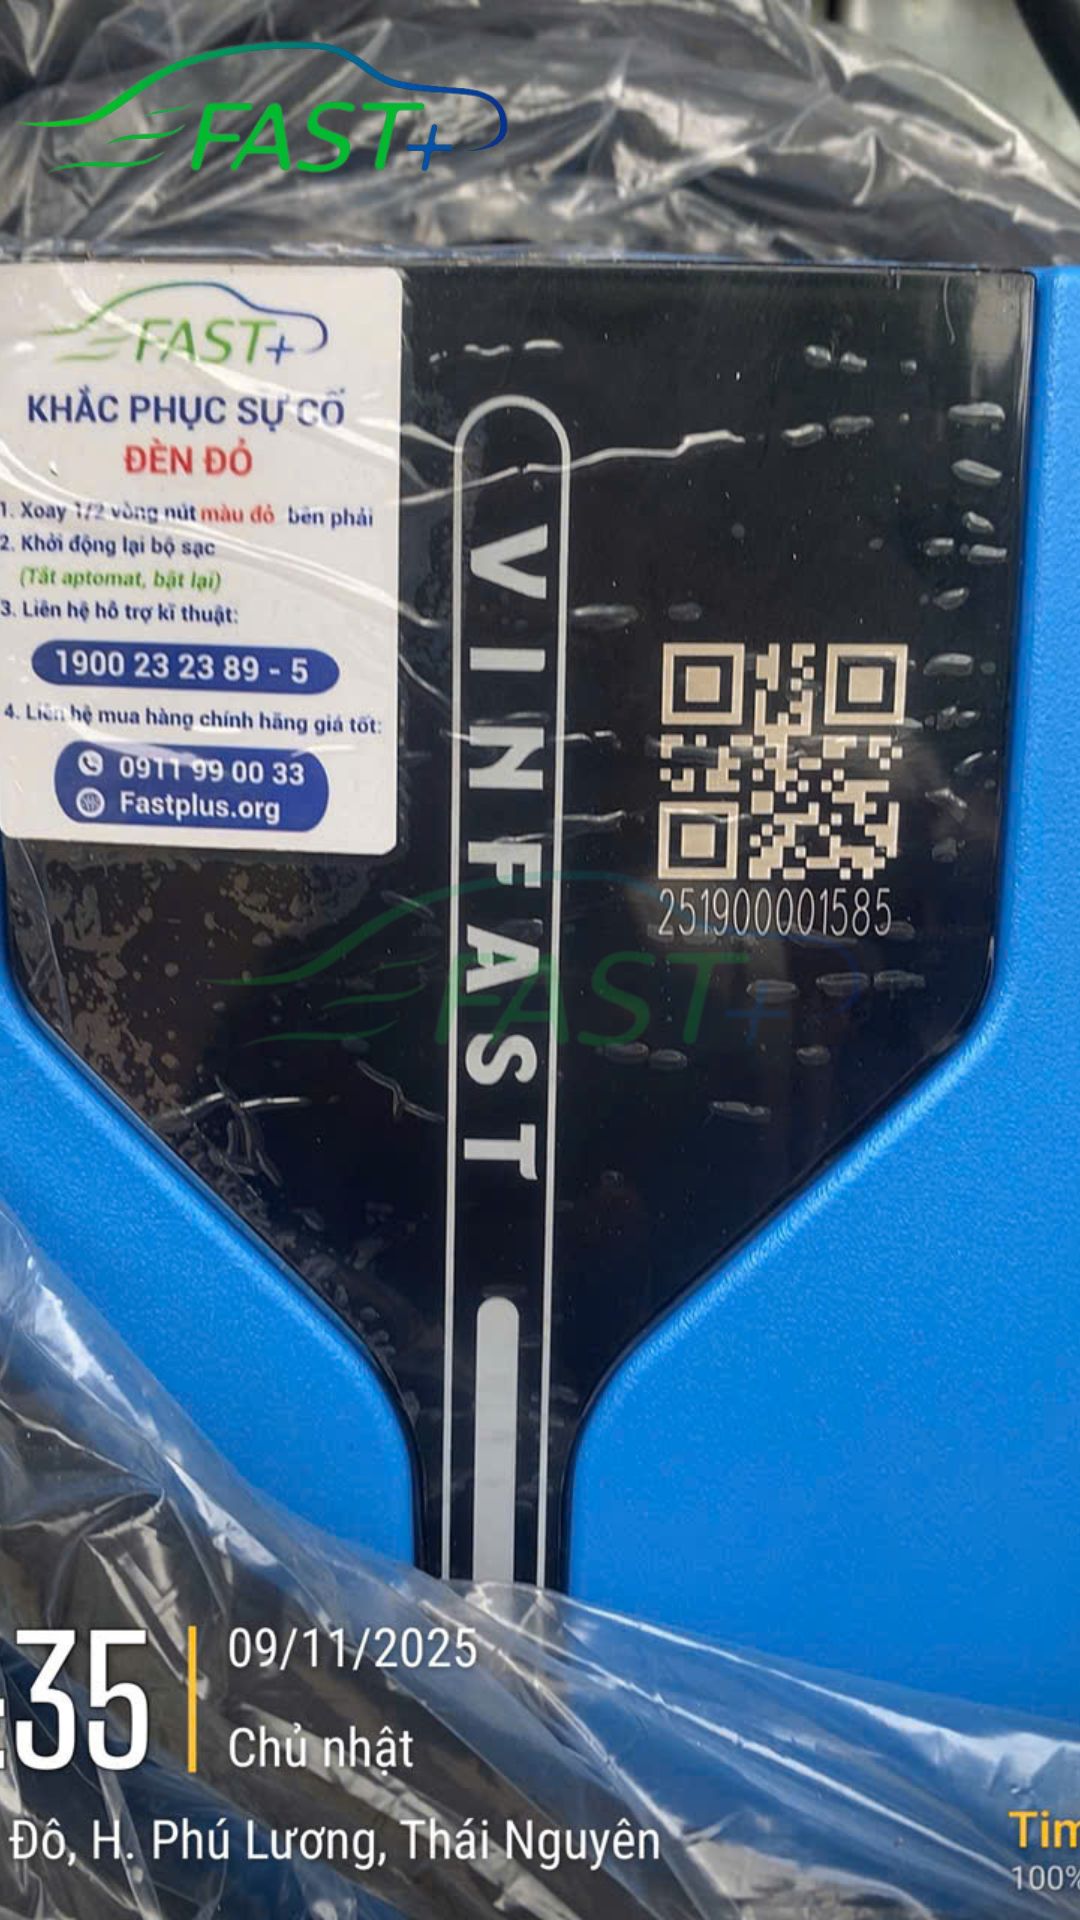 FAST+
FAST+
KHẮC PHỤC SỰ CỐ
ĐÈN ĐỎ
1. Xoay 1/2 vòng nút màu đỏ bên phải
2. Khởi động lại bộ sạc
(Tắt aptomat, bật lại)
3. Liên hệ hỗ trợ kĩ thuật:
1900 23 23 89 - 5
4. Liên hệ mua hàng chính hãng giá tốt:
0911 99 00 33
Fastplus.org
VINFAST
251900001585
FAST+
:35
09/11/2025
Chủ nhật
Đô, H. Phú Lương, Thái Nguyên
Tim
100%